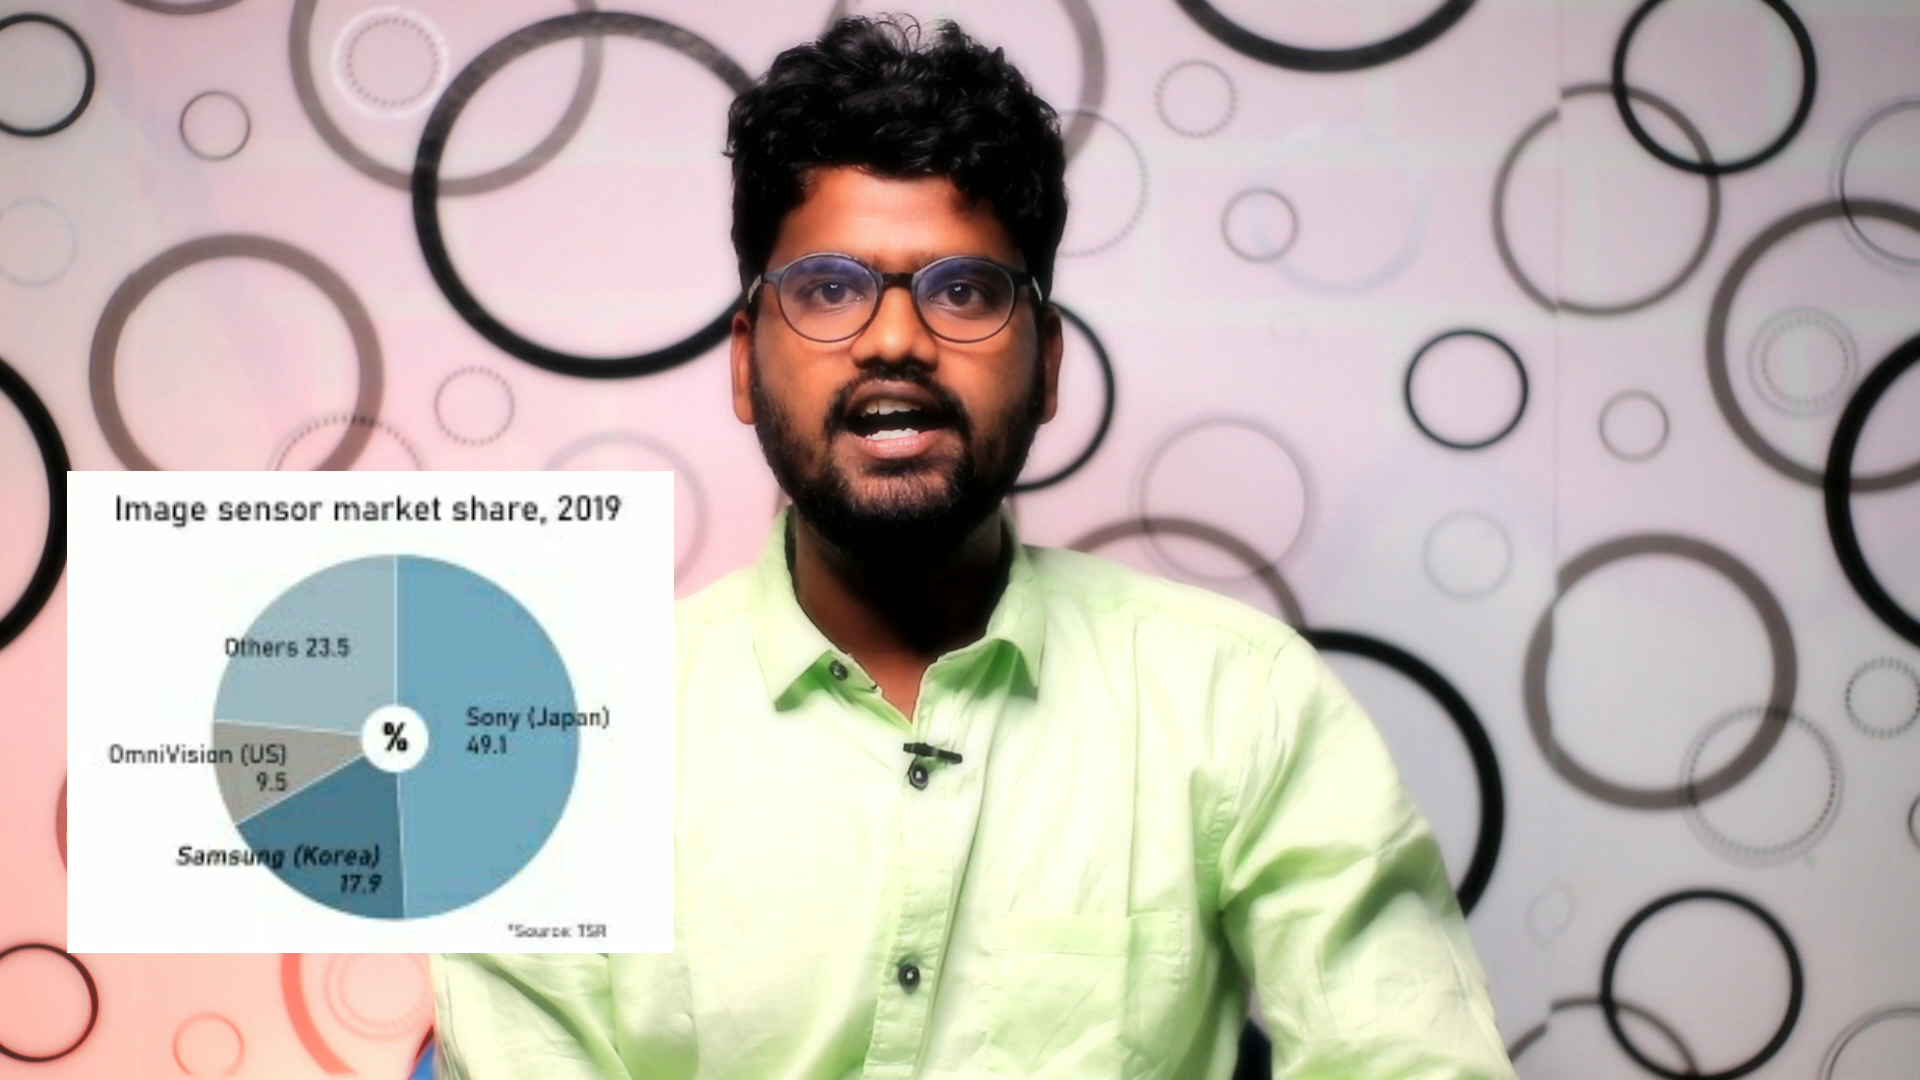 Image sensor market share, 2019
Others 23.5
%
Sony (Japan)
49.1
OmniVision (US)
9.5
Samsung (Korea)
17.9
*Source: TSR